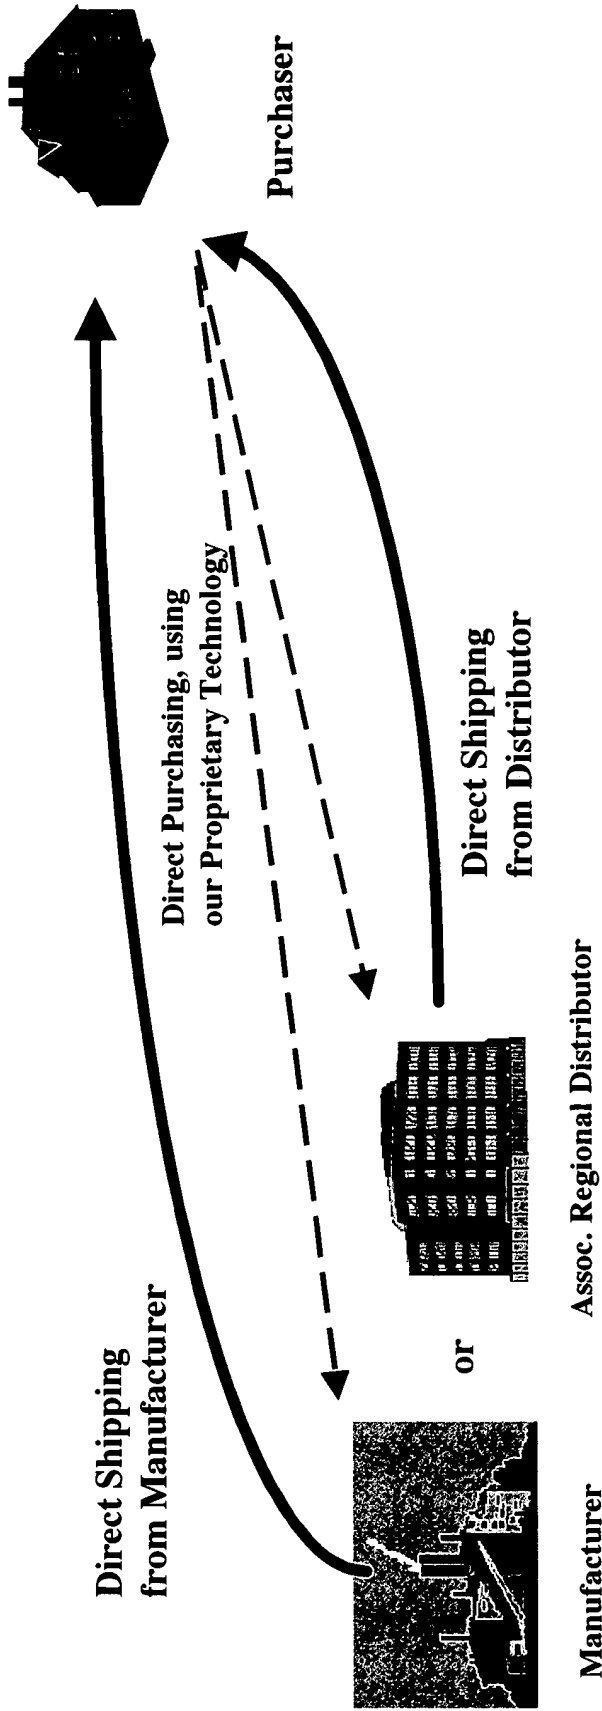 Direct Shipping
from Manufacturer
Direct Purchasing, using
our Proprietary Technology
Purchaser
Direct Shipping
from Distributor
or
Manufacturer
Assoc. Regional Distributor